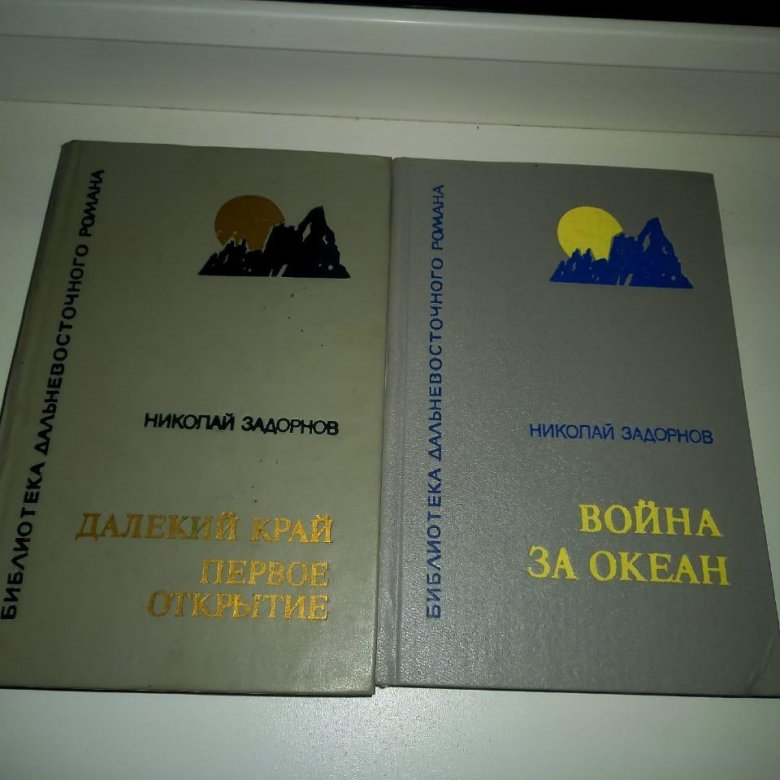 БИБЛИОТЕКА ДАЛЬНЕВОСТОЧНОГО РОМАНА
НИКОЛАЙ ЗАДОРНОВ
ДАЛЕКИЙ КРАЙ
ПЕРВОЕ
ОТКРЫТИЕ
БИБЛИОТЕКА ДАЛЬНЕВОСТОЧНОГО РОМАНА
НИКОЛАЙ ЗАДОРНОВ
ВОЙНА
ЗА ОКЕАН